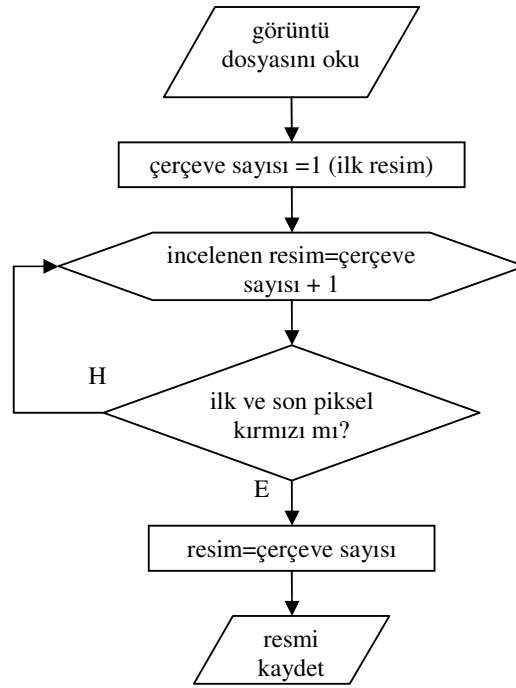 görüntü
dosyasını oku
çerçeve sayısı =1 (ilk resim)
incelenen resim=çerçeve
sayısı + 1
H
ilk ve son piksel
kırmızı mı?
E
resim=çerçeve sayısı
resmi
kaydet